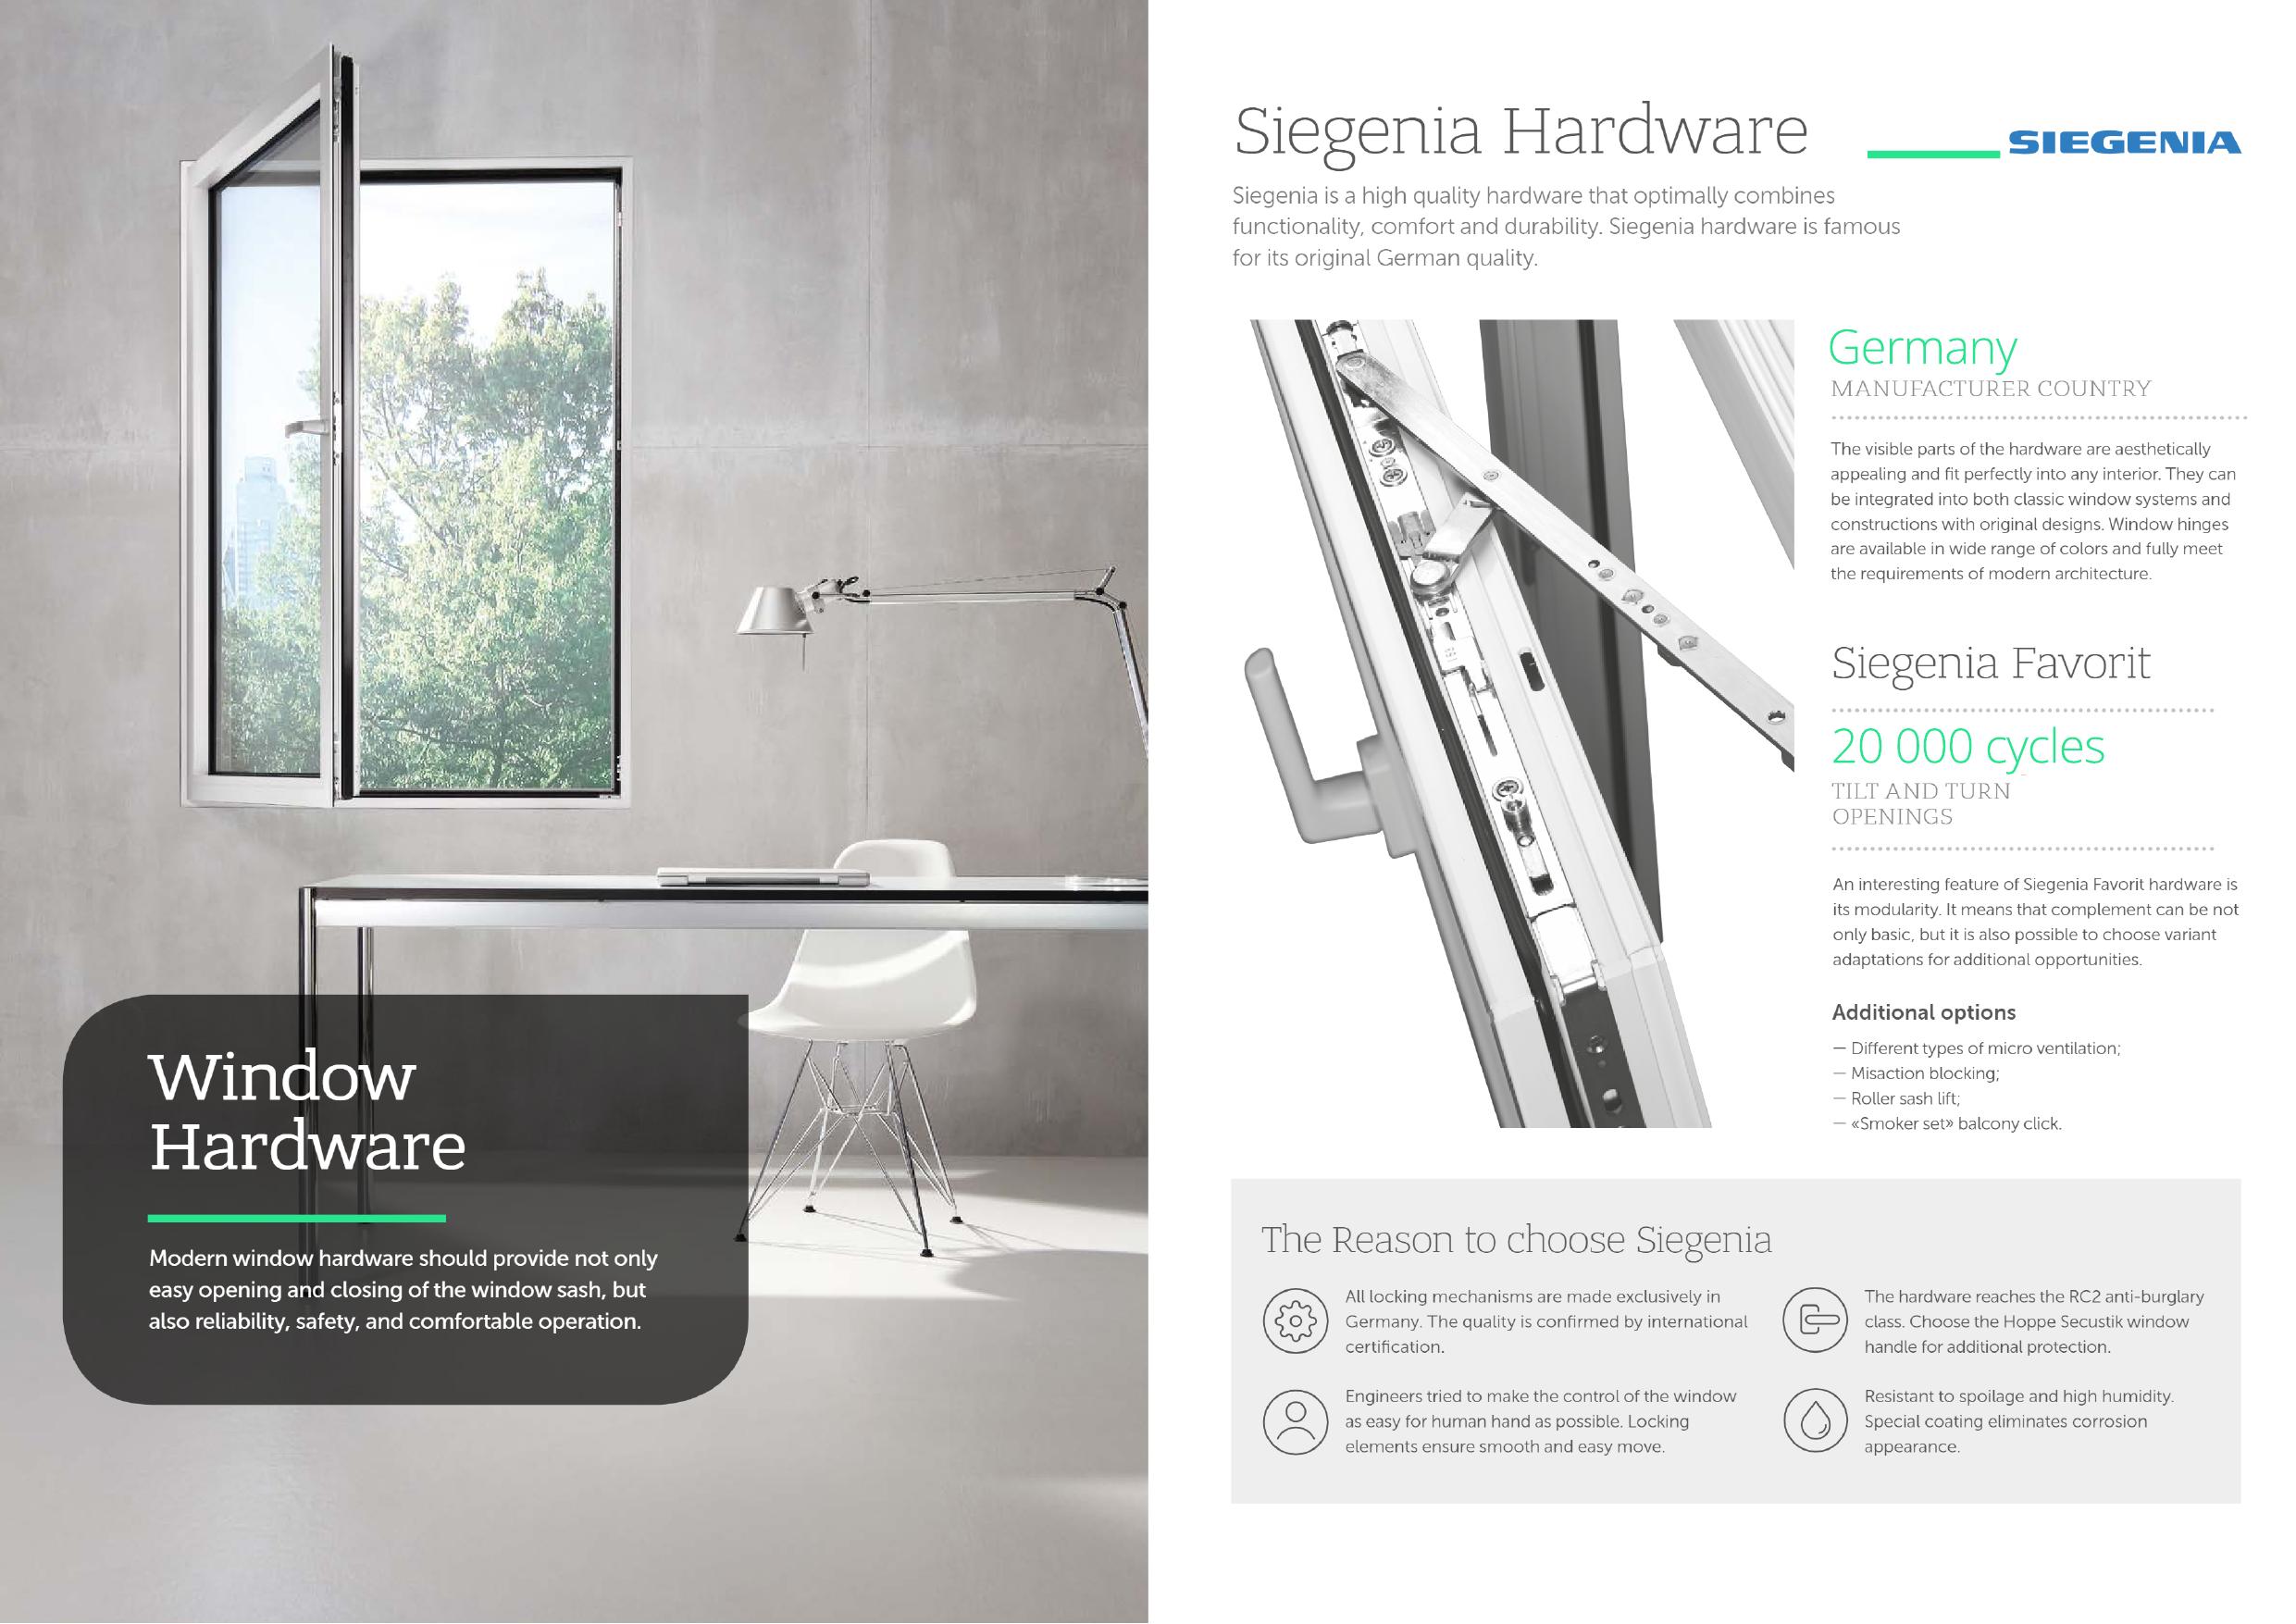 Window
Hardware
Modern window hardware should provide not only
easy opening and closing of the window sash, but
also reliability, safety, and comfortable operation.
Siegenia Hardware
SIEGENIA
Siegenia is a high quality hardware that optimally combines
functionality, comfort and durability. Siegenia hardware is famous
for its original German quality.
Germany
MANUFACTURER COUNTRY
The visible parts of the hardware are aesthetically
appealing and fit perfectly into any interior. They can
be integrated into both classic window systems and
constructions with original designs. Window hinges
are available in wide range of colors and fully meet
the requirements of modern architecture.
Siegenia Favorit
20 000 cycles
TILT AND TURN
OPENINGS
An interesting feature of Siegenia Favorit hardware is
its modularity. It means that complement can be not
only basic, but it is also possible to choose variant
adaptations for additional opportunities.
Additional options
— Different types of micro ventilation;
— Misaction blocking;
— Roller sash lift;
— «Smoker set» balcony click.
The Reason to choose Siegenia
All locking mechanisms are made exclusively in
Germany. The quality is confirmed by international
certification.
The hardware reaches the RC2 anti-burglary
class. Choose the Hoppe Secustik window
handle for additional protection.
Engineers tried to make the control of the window
as easy for human hand as possible. Locking
elements ensure smooth and easy move.
Resistant to spoilage and high humidity.
Special coating eliminates corrosion
appearance.